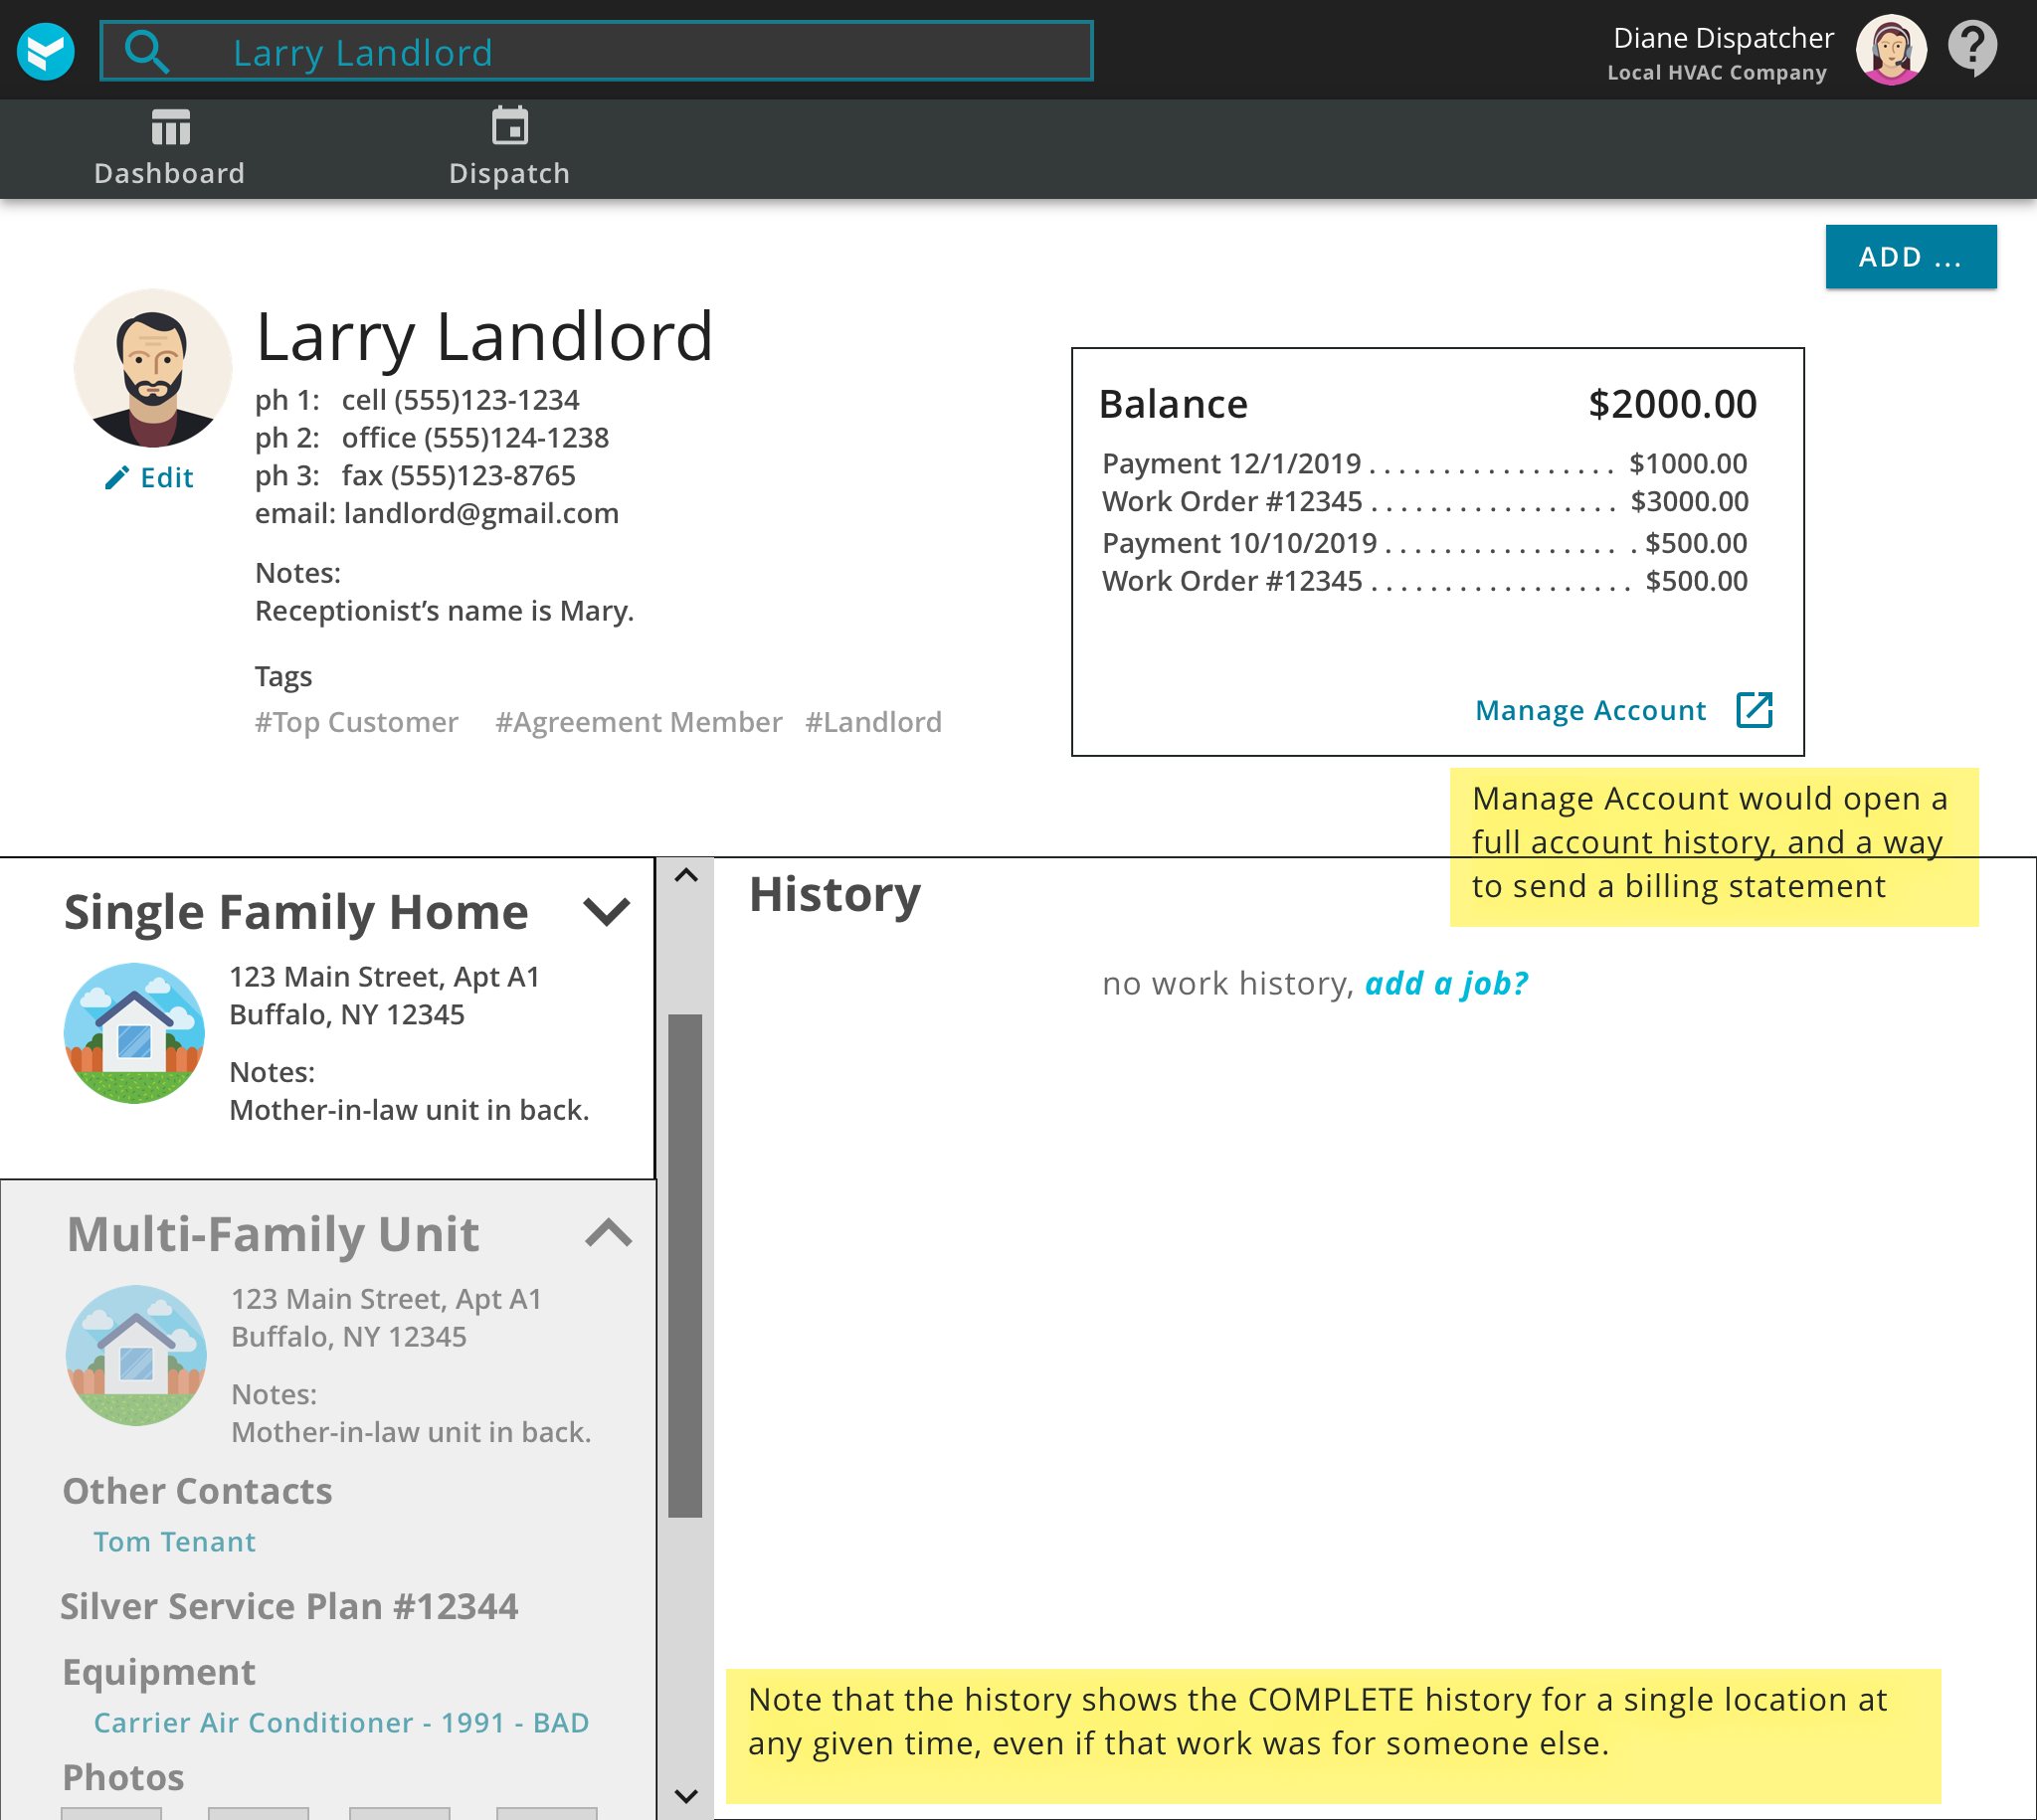 Larry Landlord
Diane Dispatcher
Local HVAC Company
Dashboard
Dispatch
ADD ...
Larry Landlord
ph 1: cell (555)123-1234
ph 2: office (555)124-1238
ph 3: fax (555)123-8765
email: landlord@gmail.com
Edit
Notes:
Receptionist’s name is Mary.
Tags
#Top Customer #Agreement Member #Landlord
Balance $2000.00
Payment 12/1/2019 . . . . . . . . . . . . . . . . . $1000.00
Work Order #12345 . . . . . . . . . . . . . . . . . $3000.00
Payment 10/10/2019 . . . . . . . . . . . . . . . . . . $500.00
Work Order #12345 . . . . . . . . . . . . . . . . . . $500.00
Manage Account
Manage Account would open a
full account history, and a way
to send a billing statement
Single Family Home
123 Main Street, Apt A1
Buffalo, NY 12345
Notes:
Mother-in-law unit in back.
Multi-Family Unit
123 Main Street, Apt A1
Buffalo, NY 12345
Notes:
Mother-in-law unit in back.
Other Contacts
Tom Tenant
Silver Service Plan #12344
Equipment
Carrier Air Conditioner - 1991 - BAD
Photos
History
no work history, add a job?
Note that the history shows the COMPLETE history for a single location at
any given time, even if that work was for someone else.